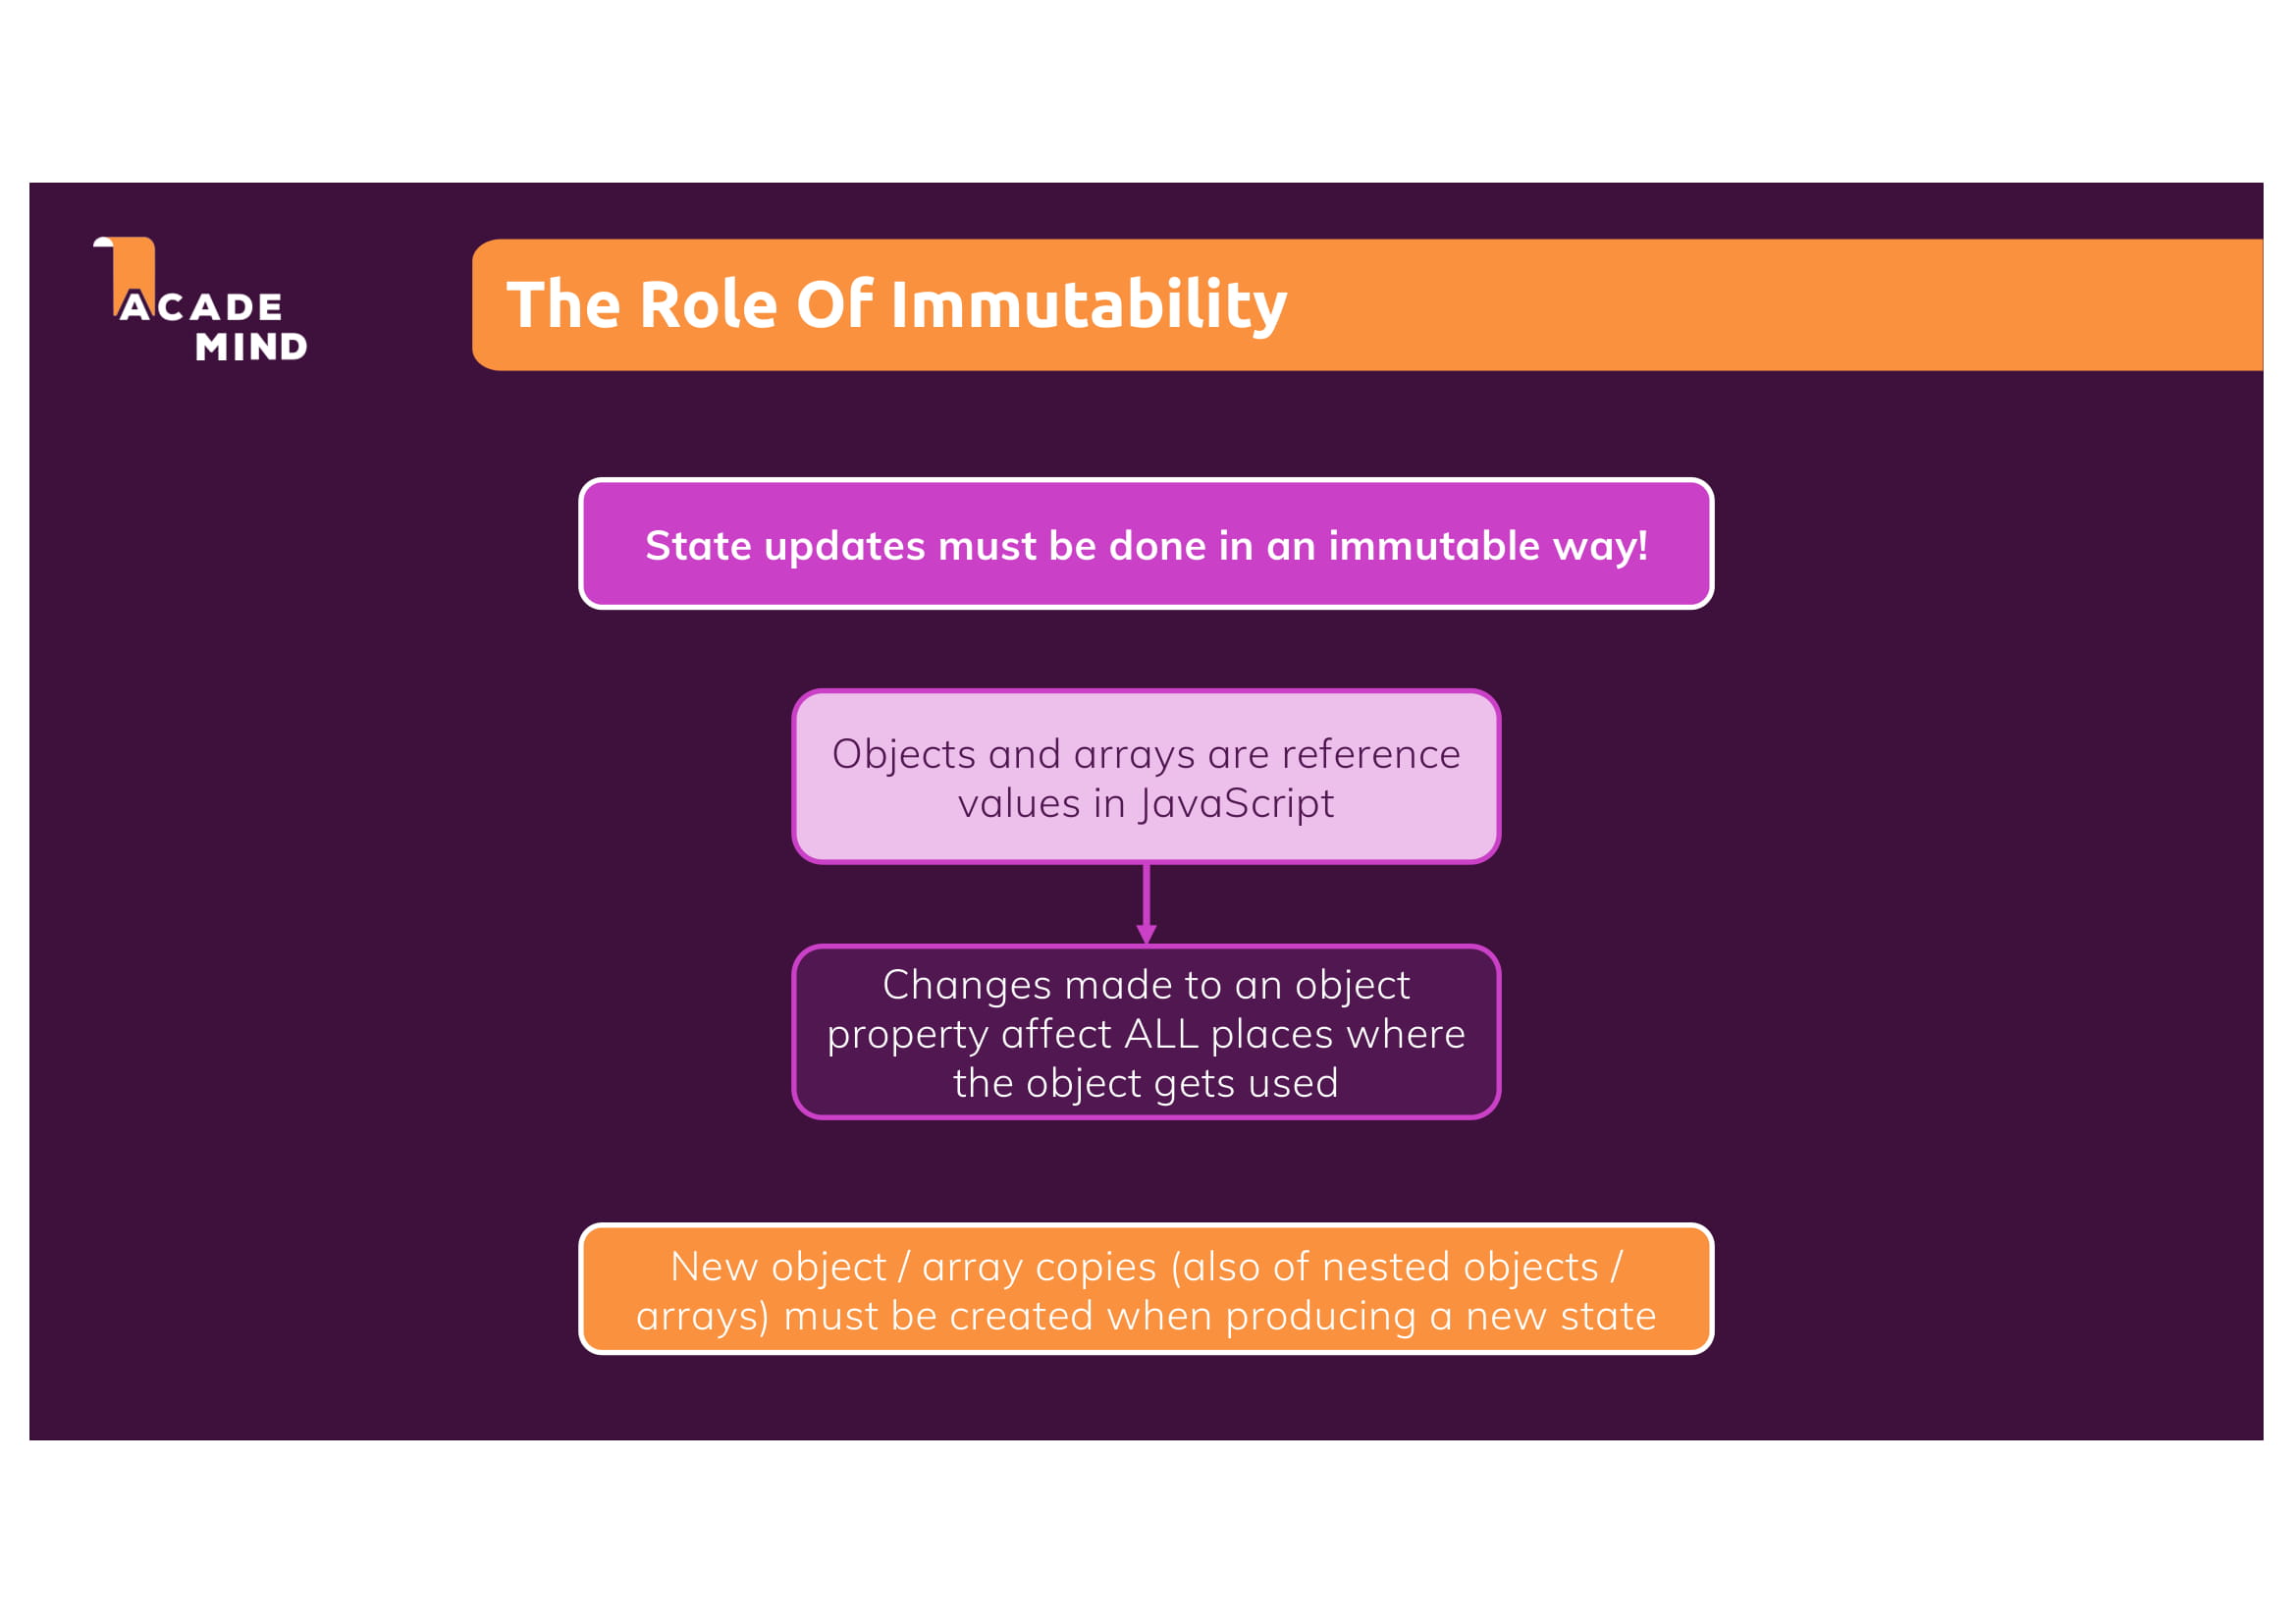 ACADE
MIND
The Role Of Immutability
State updates must be done in an immutable way!
Objects and arrays are reference
values in JavaScript
Changes made to an object
property affect ALL places where
the object gets used
New object / array copies (also of nested objects /
arrays) must be created when producing a new state